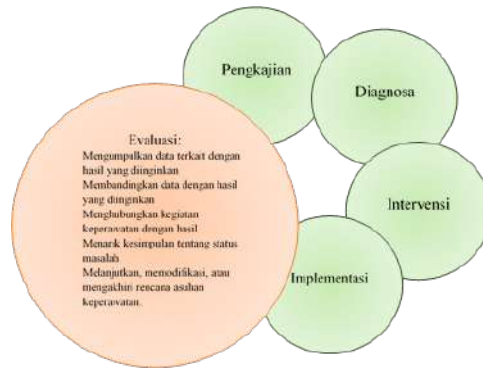 Pengkajian
Diagnosa
Evaluasi:
Mengumpulkan data terkait dengan
hasil yang diinginkan
Membandingkan data dengan hasil
yang diinginkan
Menghubungkan kegiatan
keperawatan dengan hasil
Menarik kesimpulan tentang status
masalah
Melanjutkan, memodifikasi, atau
mengakhiri rencana asuhan
keperawatan.
Intervensi
Implementasi